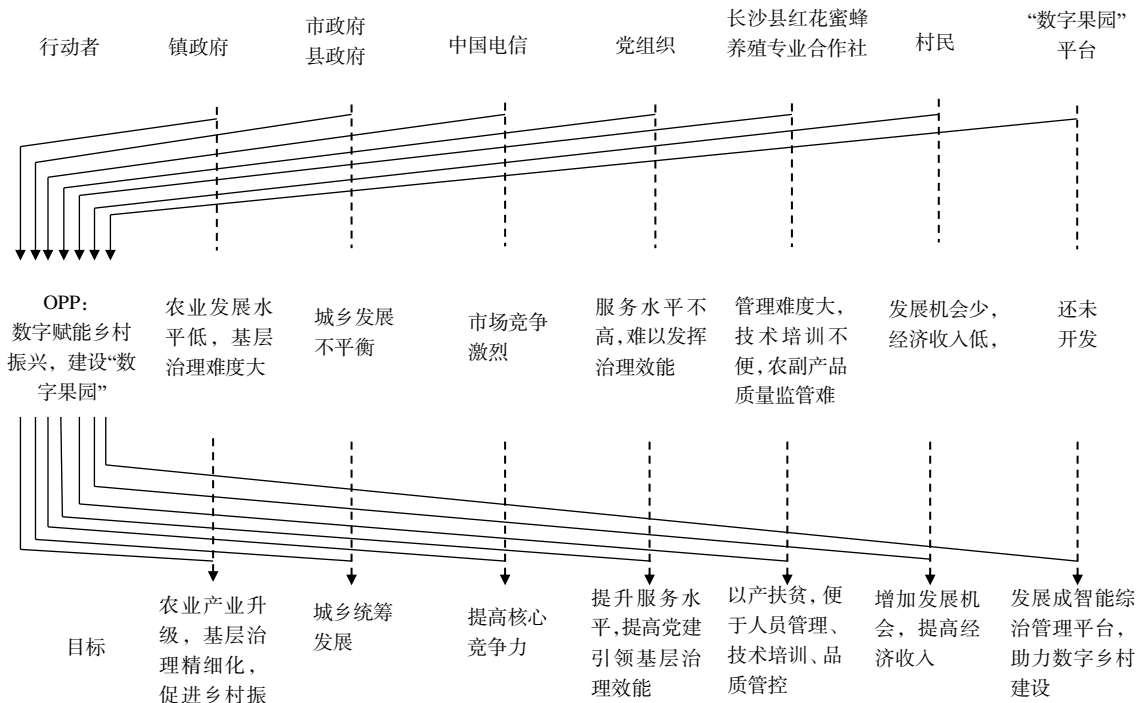 行动者
镇政府
市政府
县政府
中国电信
党组织
长沙县红花蜜蜂
养殖专业合作社
村民
“数字果园”
平台
OPP：
数字赋能乡村
振兴，建设“数
字果园”
农业发展水
平低，基层
治理难度大
城乡发展
不平衡
市场竞争
激烈
服务水平不
高，难以发挥
治理效能
管理难度大，
技术培训不
便，农副产品
质量监管难
发展机会少，
经济收入低，
还未
开发
目标
农业产业升
级，基层治
理精细化，
促进乡村振
城乡统筹
发展
提高核心
竞争力
提升服务水
平，提高党建
引领基层治
理效能
以产扶贫，便
于人员管理、
技术培训、品
质管控
增加发展机
会，提高经
济收入
发展成智能综
治管理平台，
助力数字乡村
建设